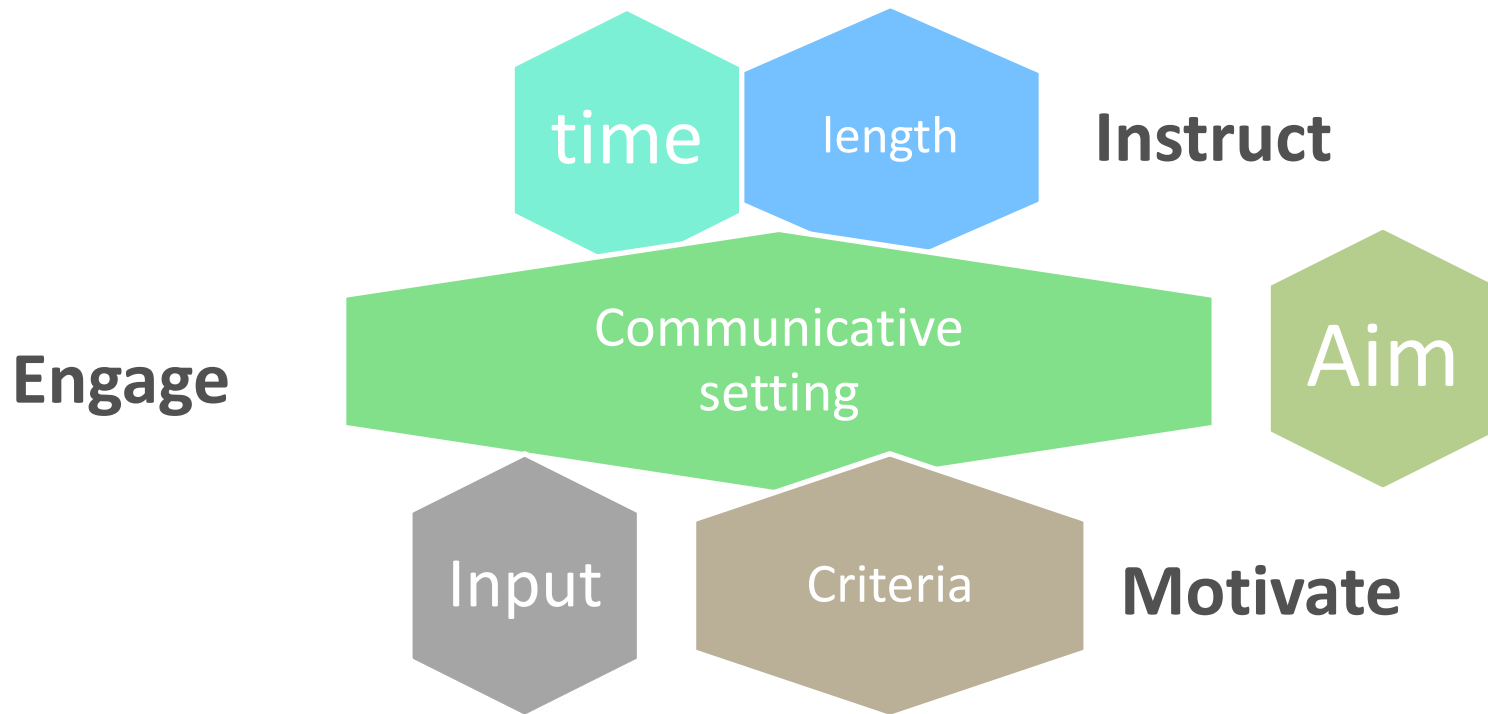 time
length
Instruct
Communicative
setting
Aim
Engage
Input
Criteria
Motivate